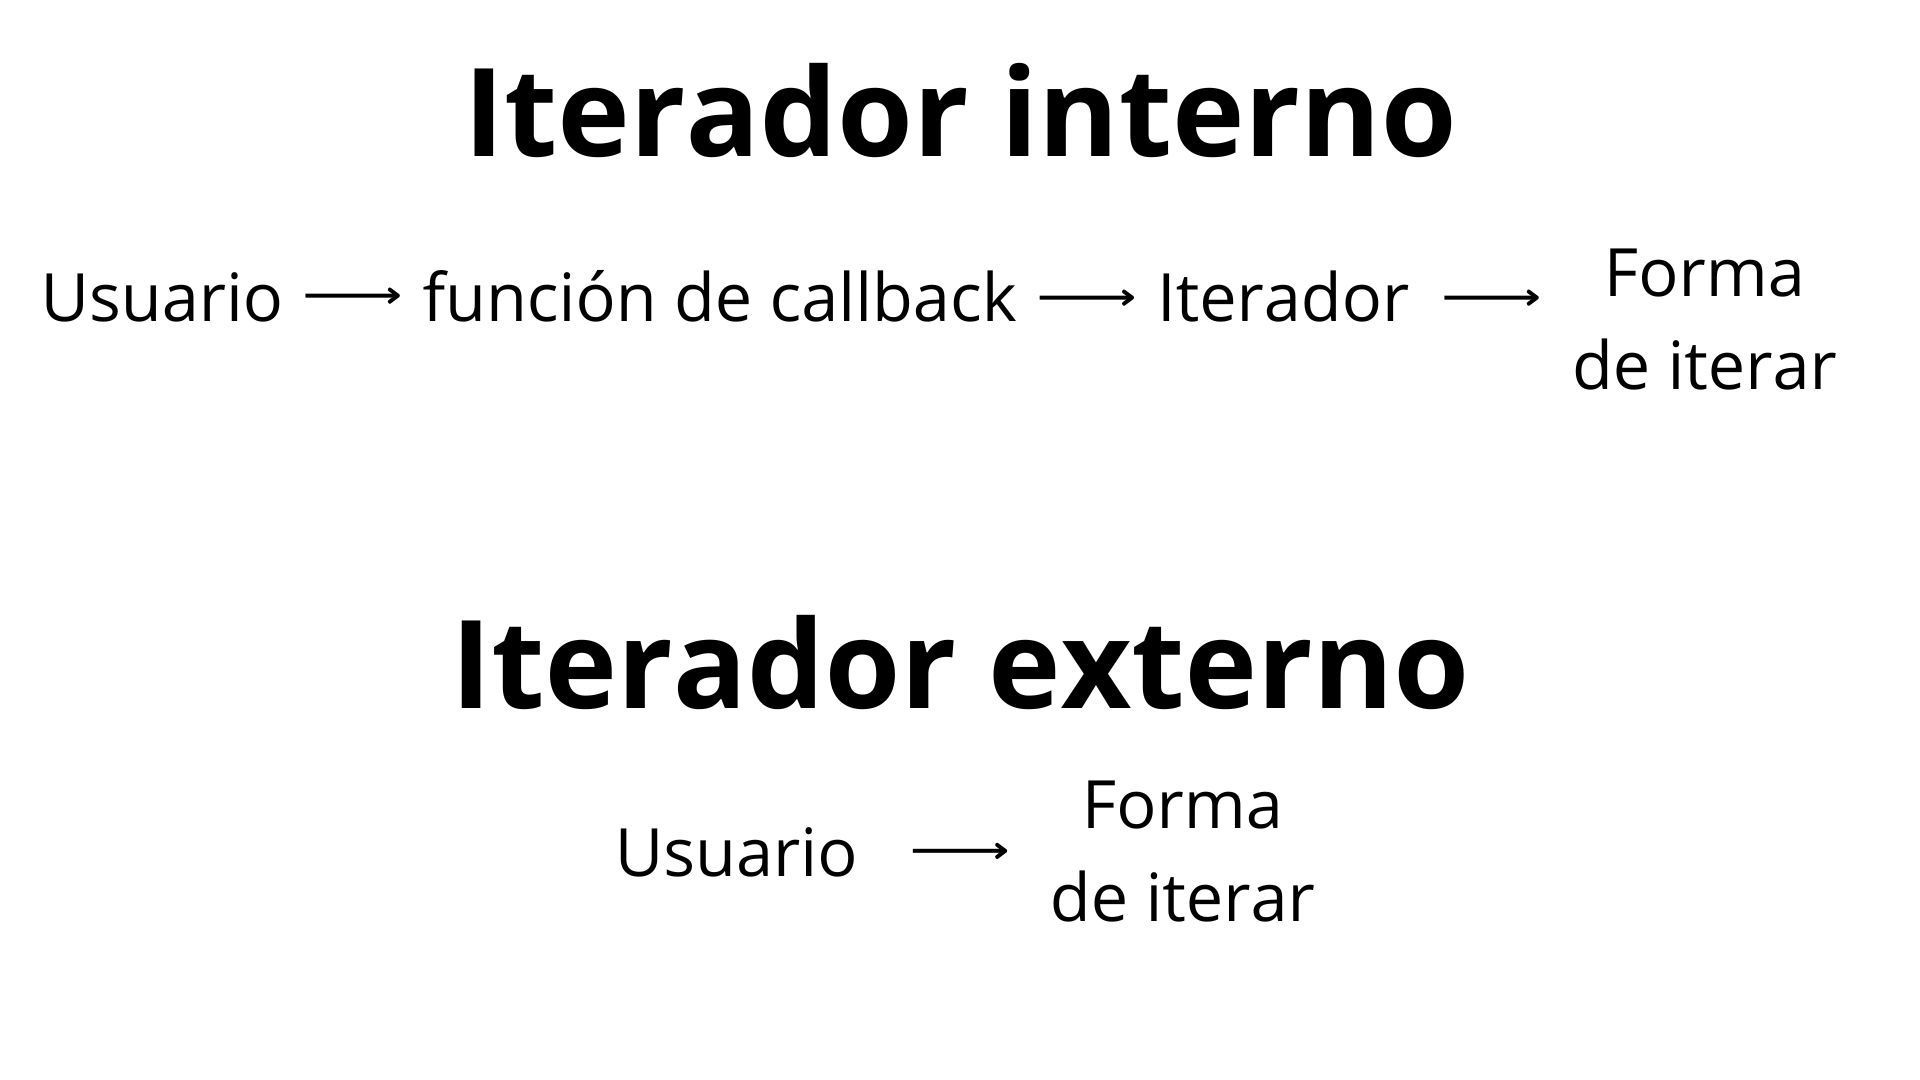 Iterador interno
Usuario función de callback Iterador Forma
de iterar
Iterador externo
Usuario Forma
de iterar